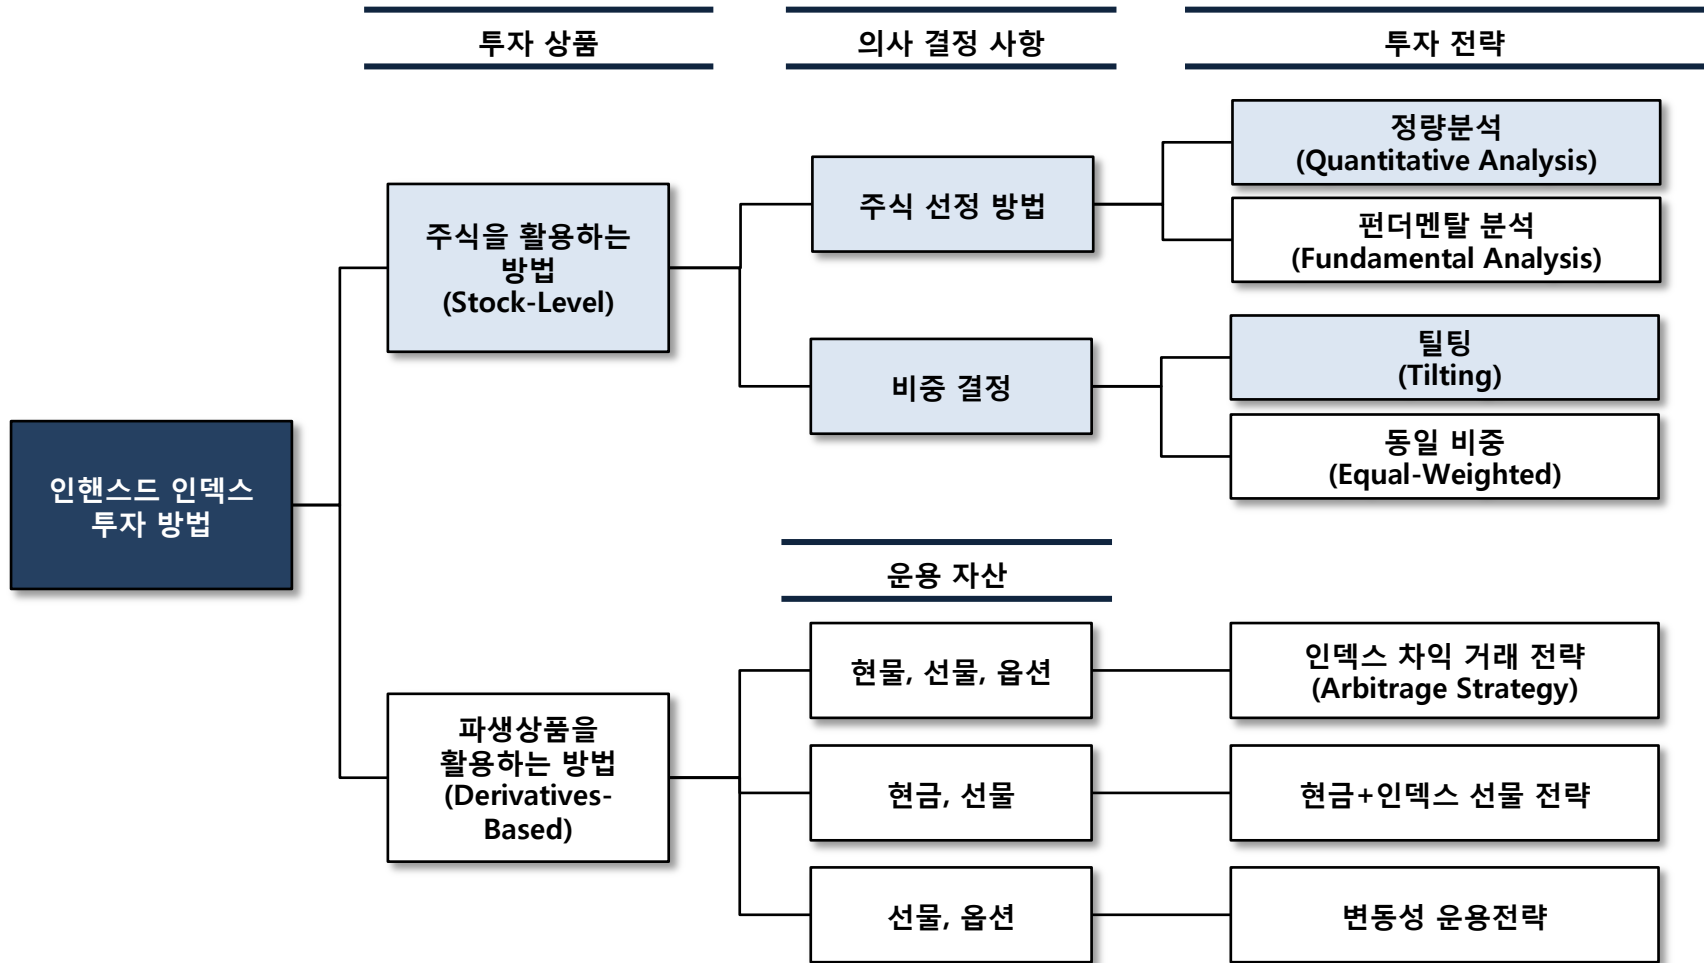 투자 상품
의사 결정 사항
투자 전략
인핸스드 인덱스
투자 방법
주식을 활용하는
방법
(Stock-Level)
주식 선정 방법
정량분석
(Quantitative Analysis)
펀더멘탈 분석
(Fundamental Analysis)
비중 결정
틸팅
(Tilting)
동일 비중
(Equal-Weighted)
운용 자산
파생상품을
활용하는 방법
(Derivatives-
Based)
현물, 선물, 옵션
인덱스 차익 거래 전략
(Arbitrage Strategy)
현금, 선물
현금+인덱스 선물 전략
선물, 옵션
변동성 운용전략